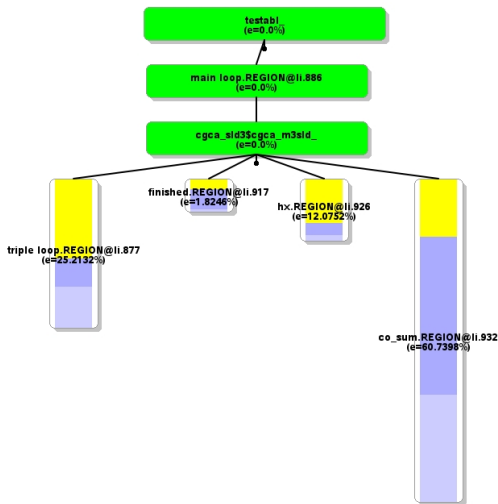 testabl_
(e=0.0%)
main loop.REGION@li.886
(e=0.0%)
cgca_sld3$cgca_m3sld_
(e=0.0%)
finished.REGION@li.917
(e=1.8246%)
hx.REGION@li.926
(e=12.0752%)
triple loop.REGION@li.877
(e=25.2132%)
co_sum.REGION@li.932
(e=60.7398%)